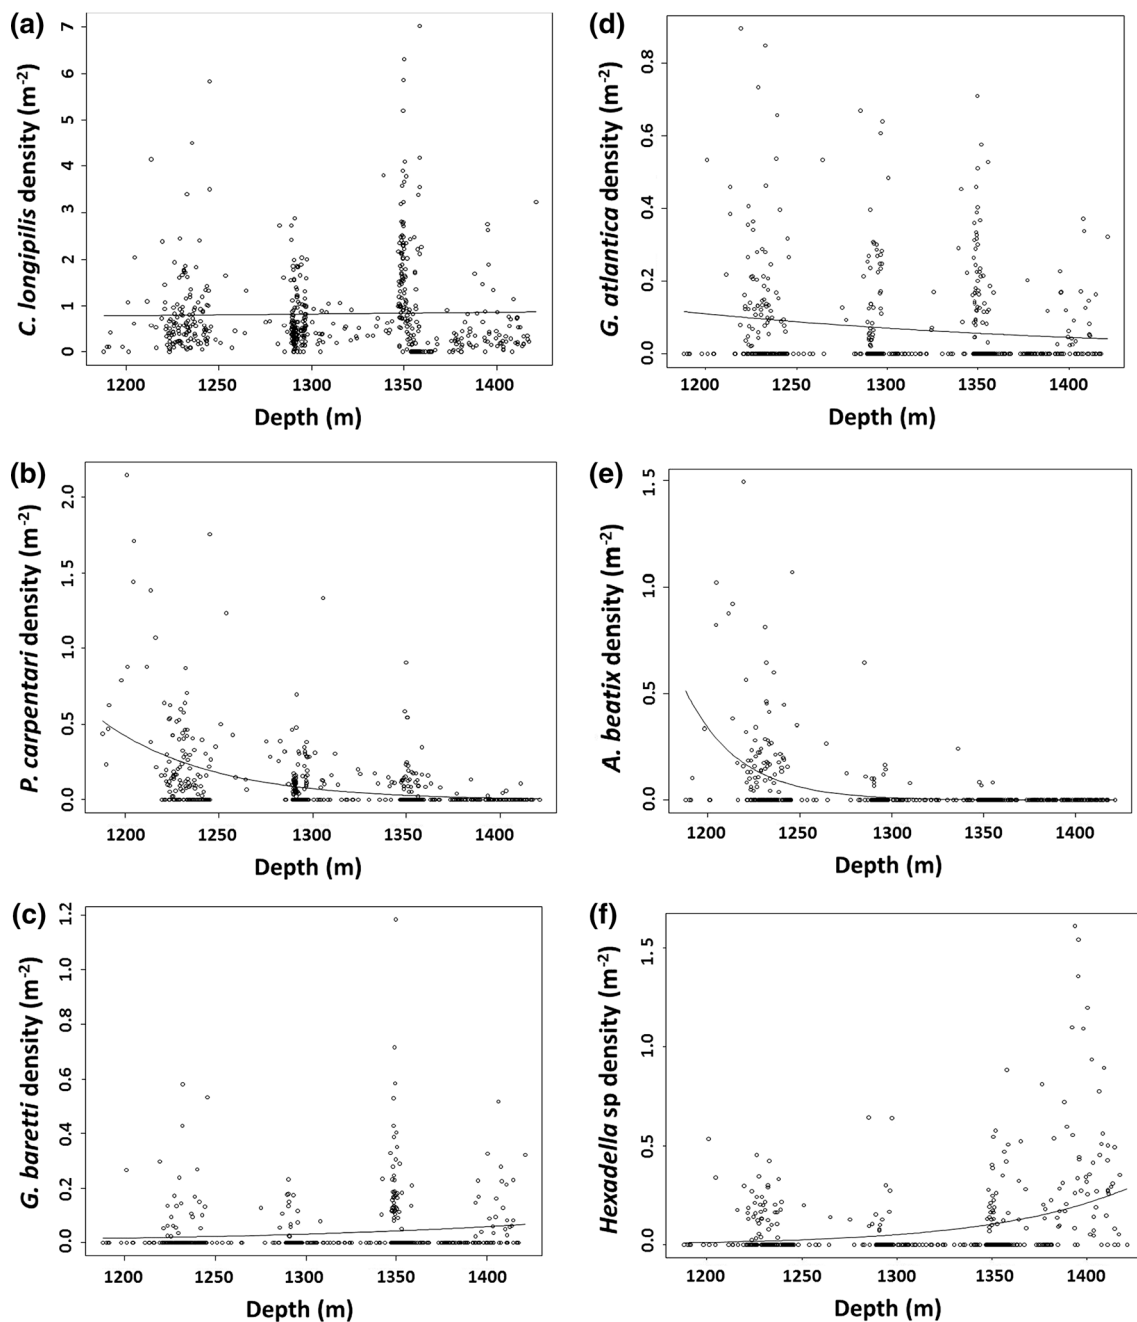 (a)
C. longipilis density (m-2)
7
6
5
4
3
2
1
0
1200 1250 1300 1350 1400
Depth (m)
(d)
G. atlantica density (m-2)
0.8
0.6
0.4
0.2
0.0
1200 1250 1300 1350 1400
Depth (m)
(b)
P. carpentari density (m-2)
2.0
1.5
1.0
0.5
0.0
1200 1250 1300 1350 1400
Depth (m)
(e)
A. beatix density (m-2)
1.5
1.0
0.5
0.0
1200 1250 1300 1350 1400
Depth (m)
(c)
G. baretti density (m-2)
1.2
1.0
0.8
0.6
0.4
0.2
0.0
1200 1250 1300 1350 1400
Depth (m)
(f)
Hexadella sp density (m-2)
1.5
1.0
0.5
0.0
1200 1250 1300 1350 1400
Depth (m)